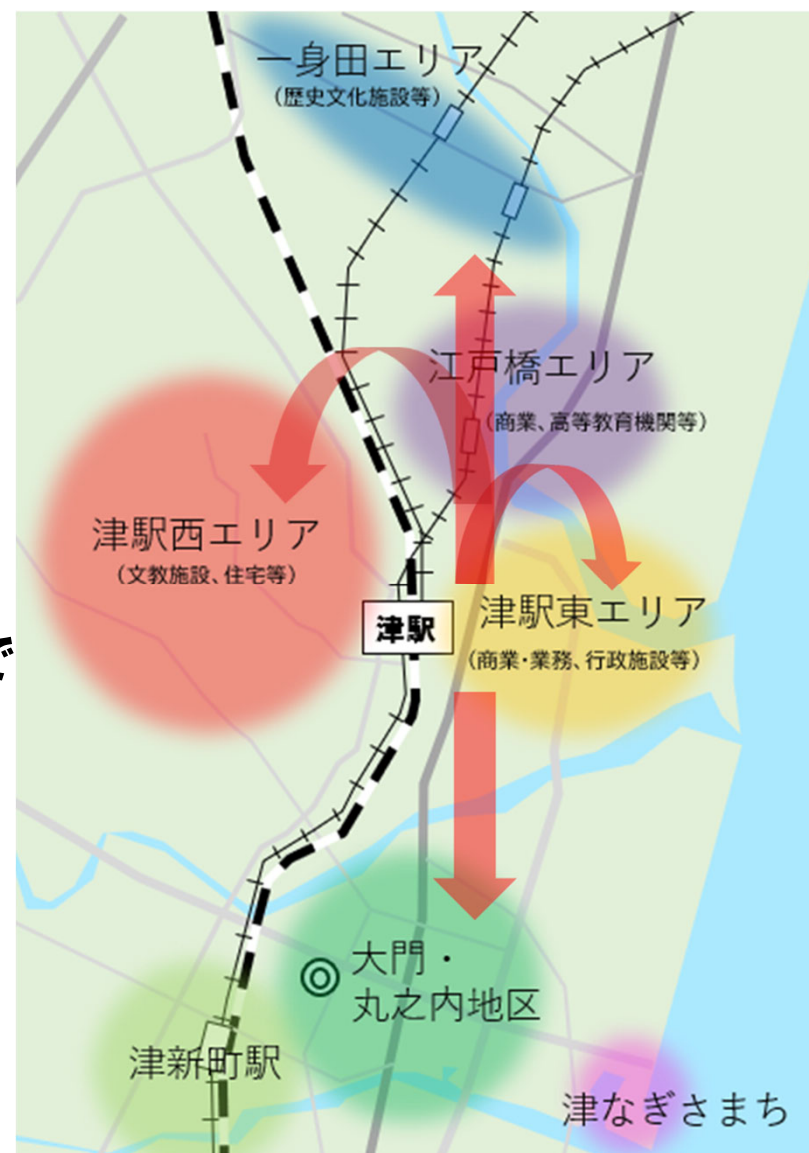 一身田エリア
(歴史文化施設等)
江戸橋エリア
(商業、高等教育機関等)
津駅西エリア
(文教施設、住宅等)
津駅
津駅東エリア
(商業・業務、行政施設等)
で
大門・
丸之内地区
津新町駅
津なぎさまち